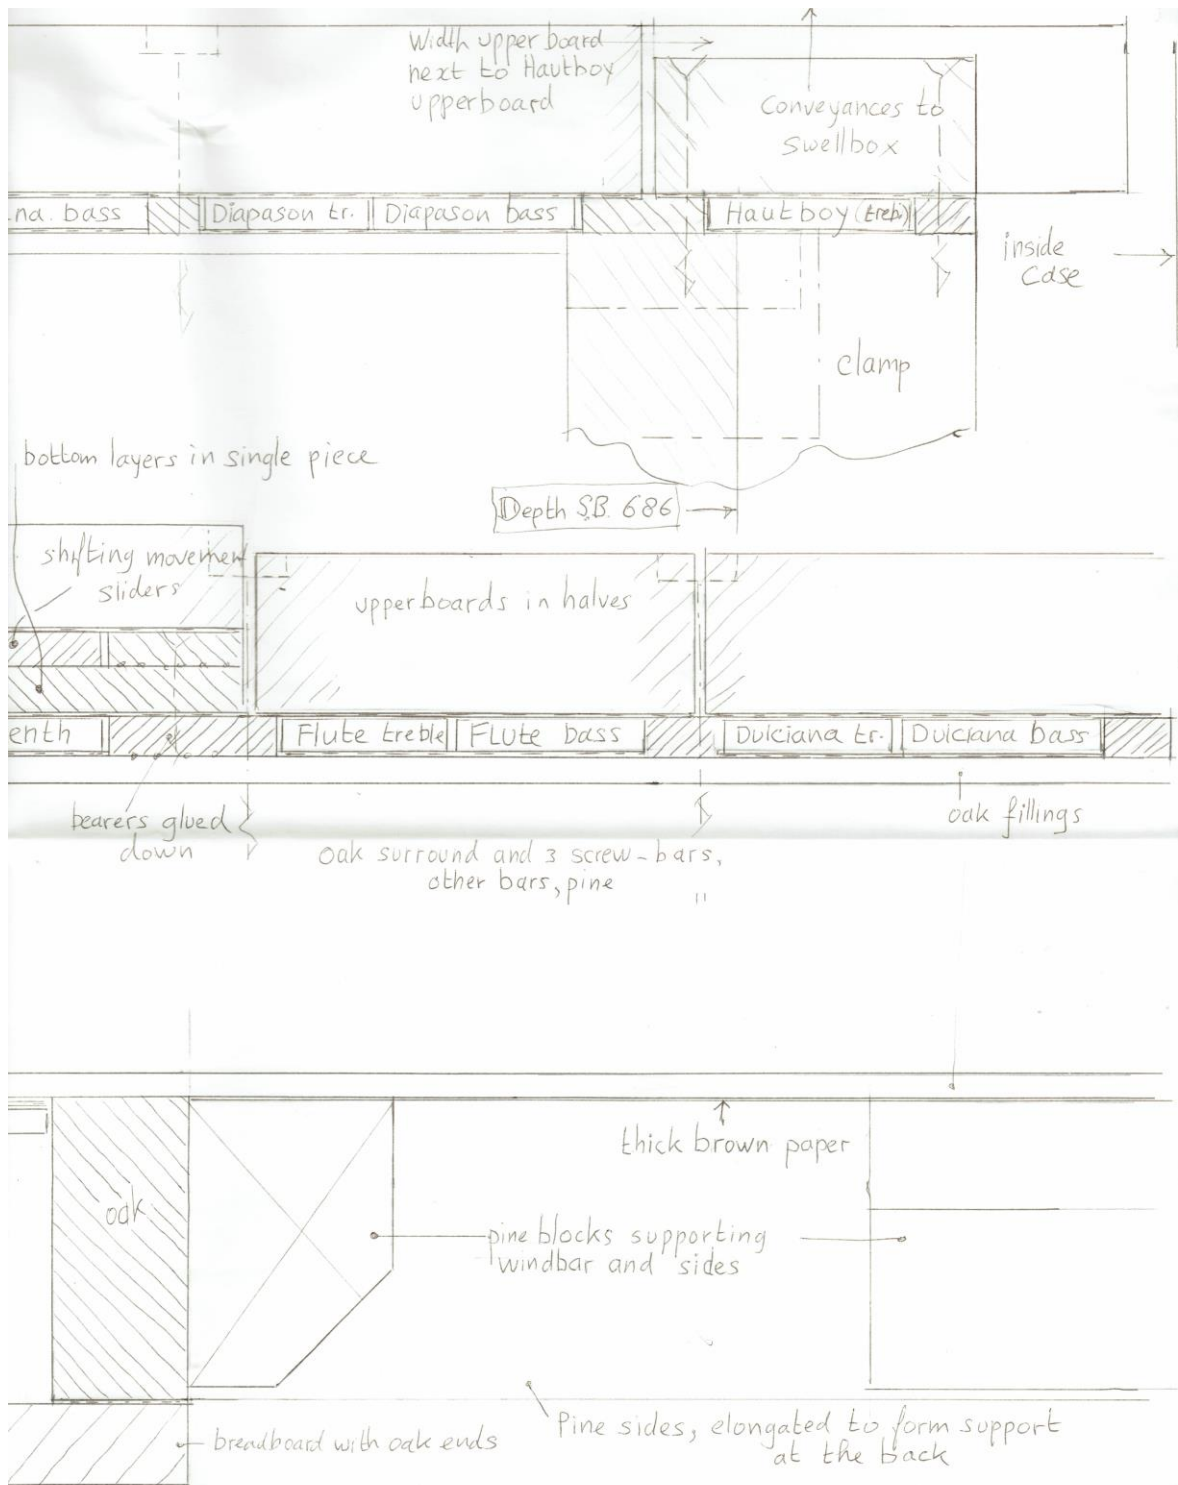 Width upper board
next to Hautboy
upperboard
Conveyances to
swellbox
na. bass
Diapason tr.
Diapason bass
Hautboy (treb)
inside
case
clamp
bottom layers in single piece
Depth S.B. 686
shifting movement
sliders
upperboards in halves
enth
Flute treble
Flute bass
Dulciana tr.
Dulciana bass
bearers glued
down
oak fillings
oak surround and 3 screw-bars,
other bars, pine
"
thick brown paper
oak
pine blocks supporting
windbar and sides
breadboard with oak ends
Pine sides, elongated to form support
at the back